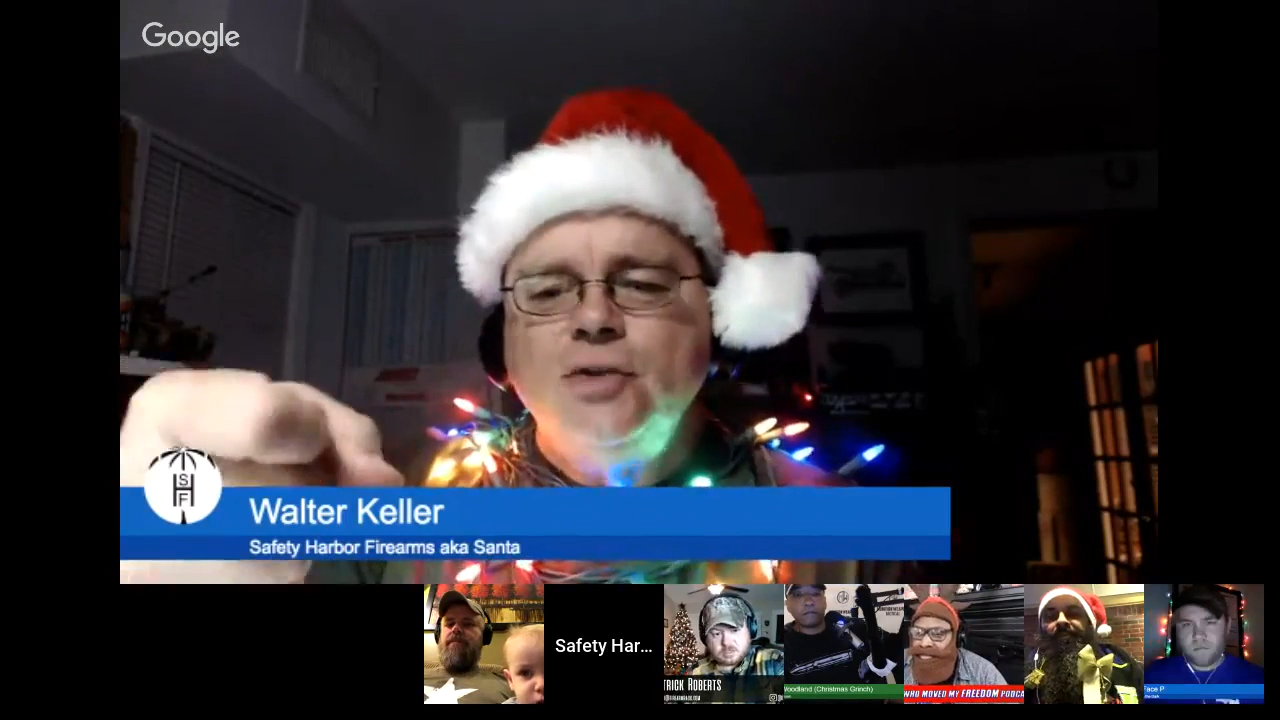 Google
S
H
F
Walter Keller
Safety Harbor Firearms aka Santa
Safety Har...
TRICK ROBERTS
Woodland (Christmas Grinch)
WHO MOVED MY FREEDOM PODCA
Face P